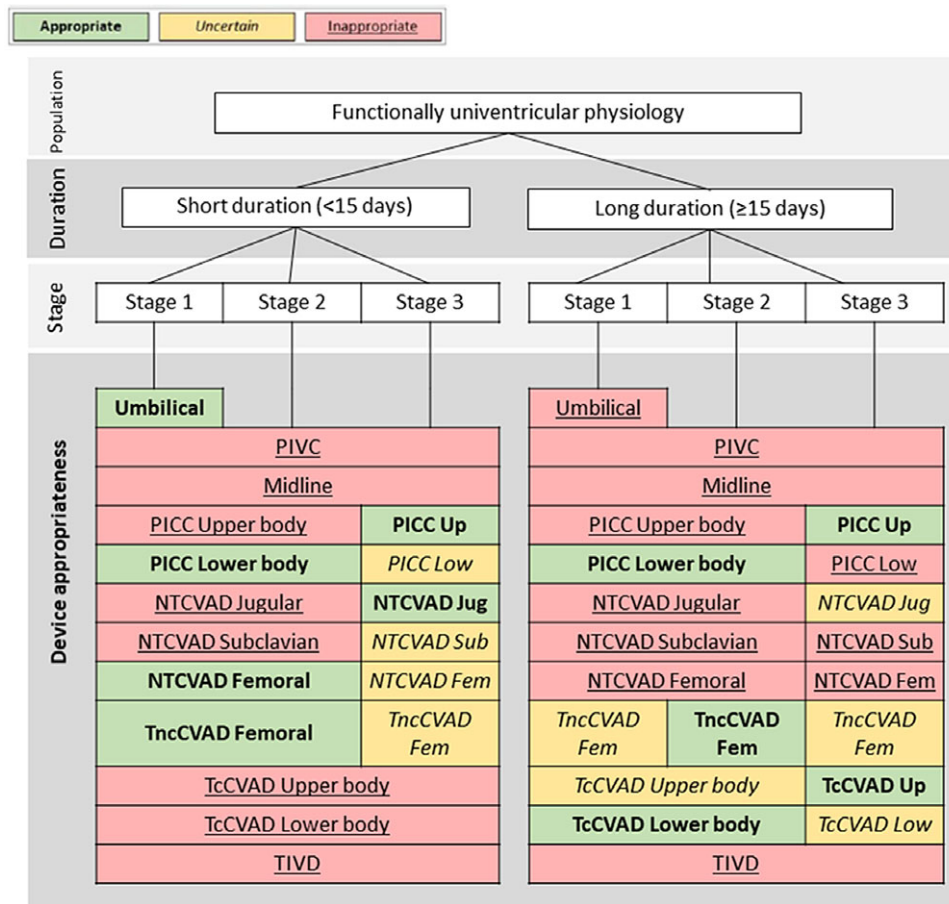 Appropriate Uncertain Inappropriate
Population
Functionally univentricular physiology
Duration
Short duration (<15 days) Long duration (≥15 days)
Stage
Stage 1 Stage 2 Stage 3 Stage 1 Stage 2 Stage 3
Device appropriateness
Umbilical Umbilical
PIVC PIVC
Midline Midline
PICC Upper body PICC Up PICC Upper body PICC Up
PICC Lower body PICC Low PICC Lower body PICC Low
NTCVAD Jugular NTCVAD Jug NTCVAD Jugular NTCVAD Jug
NTCVAD Subclavian NTCVAD Sub NTCVAD Subclavian NTCVAD Sub
NTCVAD Femoral NTCVAD Fem NTCVAD Femoral NTCVAD Fem
TncCVAD Femoral TncCVAD Fem TncCVAD Fem TncCVAD Fem TncCVAD Fem
TcCVAD Upper body TcCVAD Upper body TcCVAD Up
TcCVAD Lower body TcCVAD Lower body TcCVAD Low
TIVD TIVD